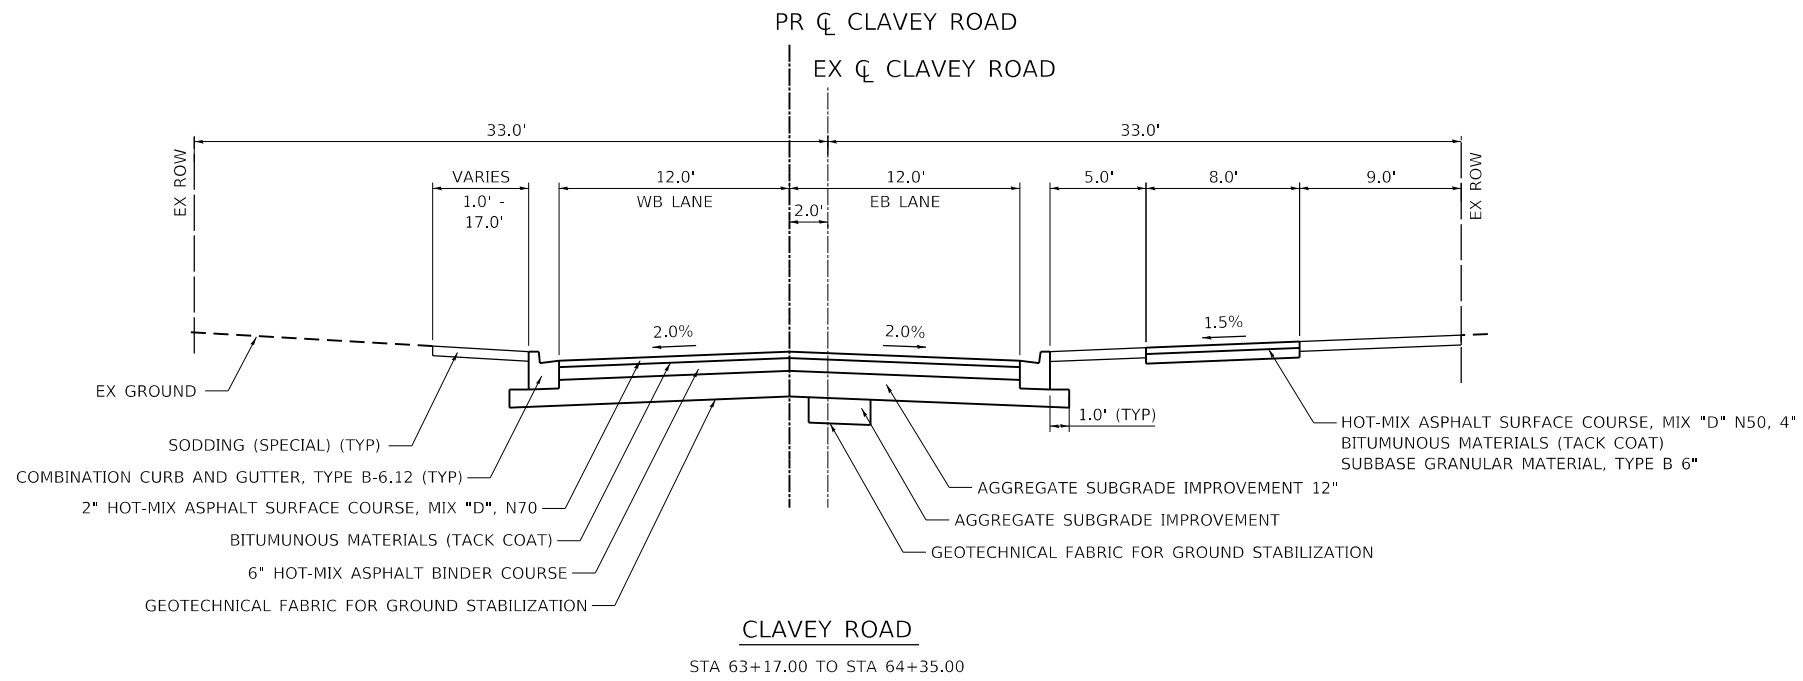 PR ℄ CLAVEY ROAD
EX ℄ CLAVEY ROAD
33.0'
33.0'
EX ROW
VARIES
1.0' -
17.0'
12.0'
WB LANE
12.0'
EB LANE
2.0'
5.0'
8.0'
9.0'
EX ROW
2.0%
2.0%
1.5%
EX GROUND
1.0' (TYP)
SODDING (SPECIAL) (TYP)
COMBINATION CURB AND GUTTER, TYPE B-6.12 (TYP)
2" HOT-MIX ASPHALT SURFACE COURSE, MIX "D", N70
BITUMUNOUS MATERIALS (TACK COAT)
6" HOT-MIX ASPHALT BINDER COURSE
GEOTECHNICAL FABRIC FOR GROUND STABILIZATION
HOT-MIX ASPHALT SURFACE COURSE, MIX "D" N50, 4"
BITUMUNOUS MATERIALS (TACK COAT)
SUBBASE GRANULAR MATERIAL, TYPE B 6"
AGGREGATE SUBGRADE IMPROVEMENT 12"
AGGREGATE SUBGRADE IMPROVEMENT
GEOTECHNICAL FABRIC FOR GROUND STABILIZATION
CLAVEY ROAD
STA 63+17.00 TO STA 64+35.00